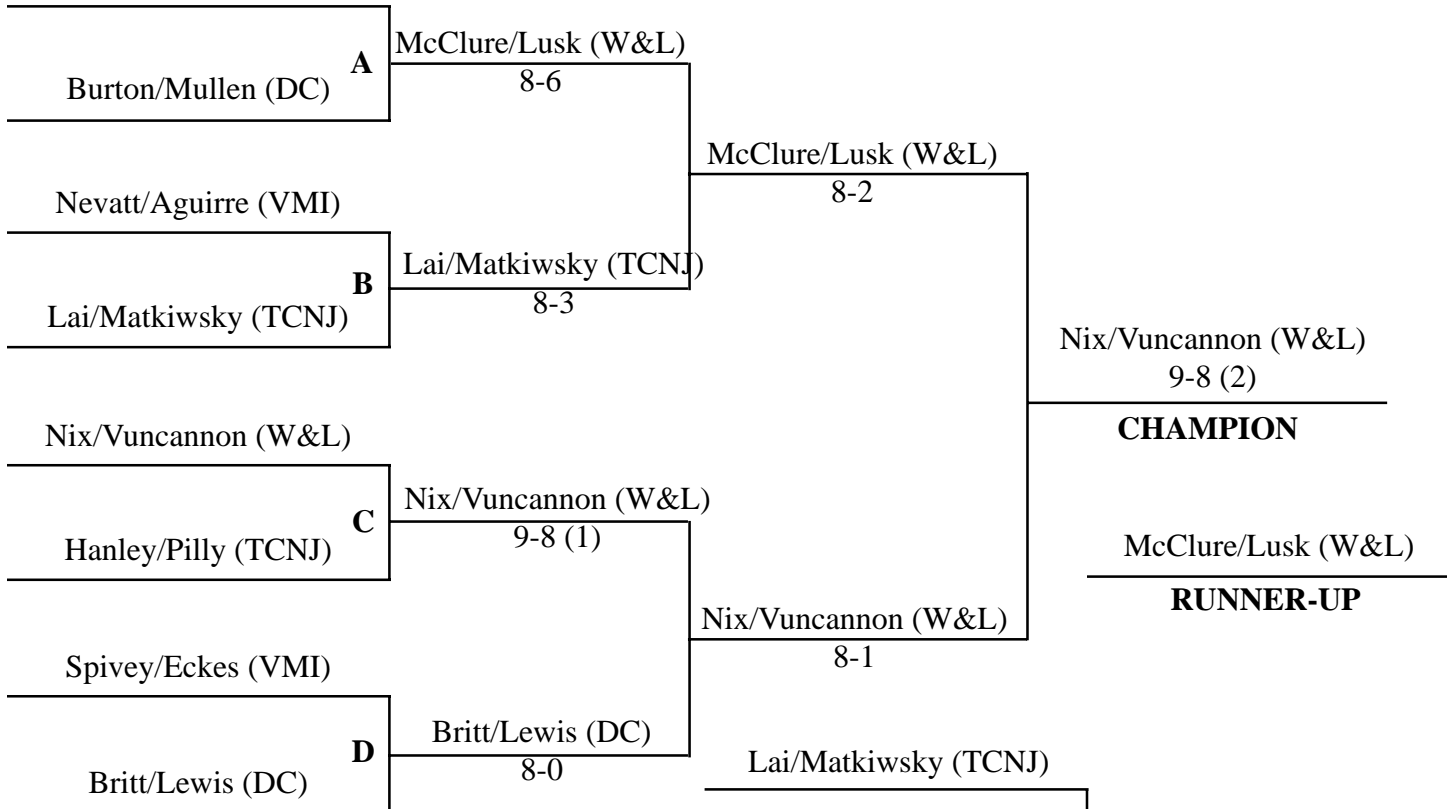 McClure/Lusk (W&L)
A
8-6
Burton/Mullen (DC)
McClure/Lusk (W&L)
8-2
Nevatt/Aguirre (VMI)
Lai/Matkiwsky (TCNJ)
B
8-3
Lai/Matkiwsky (TCNJ)
Nix/Vuncannon (W&L)
9-8 (2)
CHAMPION
Nix/Vuncannon (W&L)
Nix/Vuncannon (W&L)
C
9-8 (1)
Hanley/Pilly (TCNJ)
McClure/Lusk (W&L)
RUNNER-UP
Nix/Vuncannon (W&L)
8-1
Spivey/Eckes (VMI)
Britt/Lewis (DC)
D
8-0
Lai/Matkiwsky (TCNJ)
Britt/Lewis (DC)